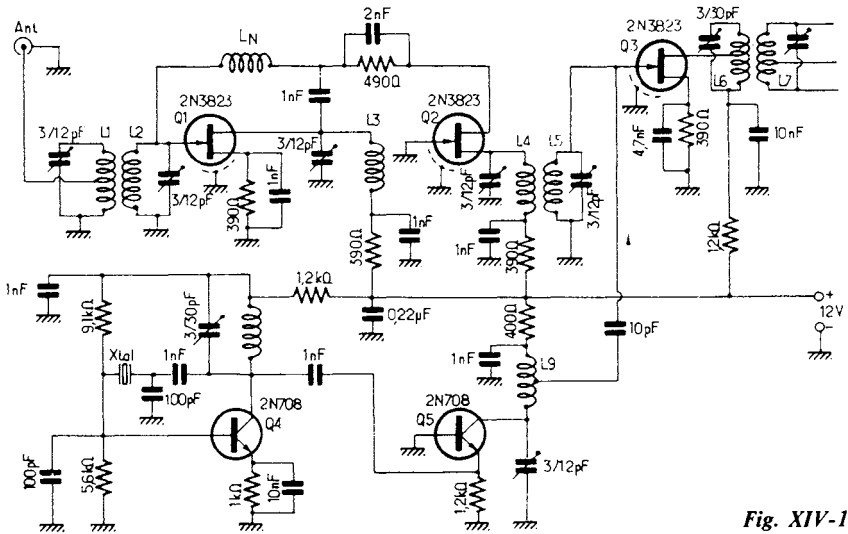 Ant
LN
2nF
490Ω
1nF
2N3823
Q1
3/12pF
L1
L2
3/12pF
390Ω
1nF
3/12pF
L3
390Ω
1nF
2N3823
Q2
3/12pF
L4
L5
3/12pF
1nF
390Ω
2N3823
Q3
3/30pF
L6
L7
4,7nF
390Ω
10nF
1,2kΩ
1nF
9,1kΩ
3/30pF
1,2kΩ
0,22μF
400Ω
10pF
+
12V
-
Xtal
1nF
100pF
1nF
2N708
Q4
1nF
L9
2N708
Q5
3/12pF
100pF
5,6kΩ
1kΩ
10nF
1,2kΩ
Fig. XIV-1